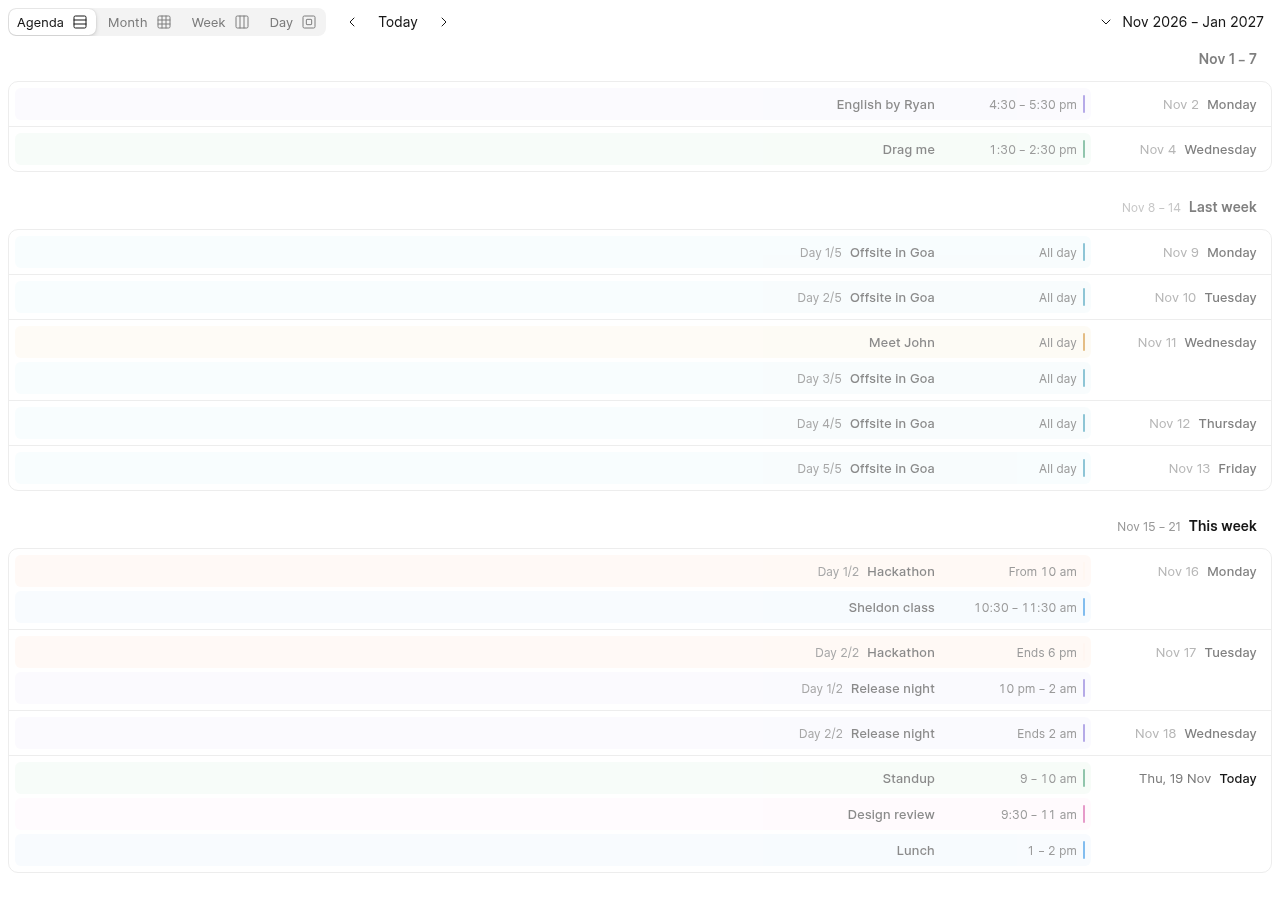 Agenda Month Week Day Today Nov 2026 – Jan 2027
Nov 1 – 7
English by Ryan 4:30 – 5:30 pm Nov 2 Monday
Drag me 1:30 – 2:30 pm Nov 4 Wednesday
Nov 8 – 14 Last week
Day 1/5 Offsite in Goa All day Nov 9 Monday
Day 2/5 Offsite in Goa All day Nov 10 Tuesday
Meet John All day Nov 11 Wednesday
Day 3/5 Offsite in Goa All day
Day 4/5 Offsite in Goa All day Nov 12 Thursday
Day 5/5 Offsite in Goa All day Nov 13 Friday
Nov 15 – 21 This week
Day 1/2 Hackathon From 10 am Nov 16 Monday
Sheldon class 10:30 – 11:30 am
Day 2/2 Hackathon Ends 6 pm Nov 17 Tuesday
Day 1/2 Release night 10 pm – 2 am
Day 2/2 Release night Ends 2 am Nov 18 Wednesday
Standup 9 – 10 am Thu, 19 Nov Today
Design review 9:30 – 11 am
Lunch 1 – 2 pm